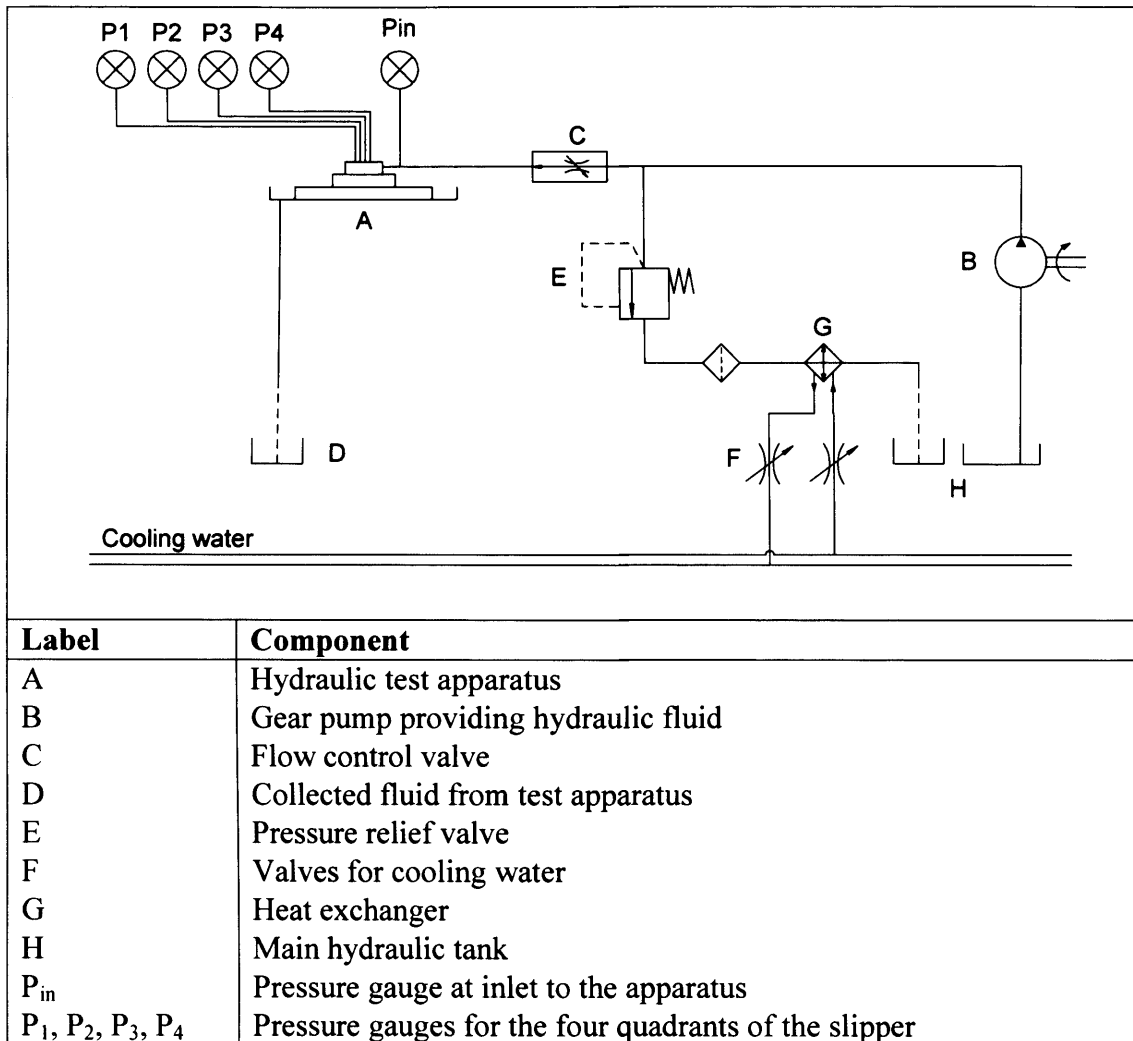 P1 P2 P3 P4 Pin
C
A
B
E
G
D
F
H
Cooling water
Label Component
A Hydraulic test apparatus
B Gear pump providing hydraulic fluid
C Flow control valve
D Collected fluid from test apparatus
E Pressure relief valve
F Valves for cooling water
G Heat exchanger
H Main hydraulic tank
Pin Pressure gauge at inlet to the apparatus
P1, P2, P3, P4 Pressure gauges for the four quadrants of the slipper